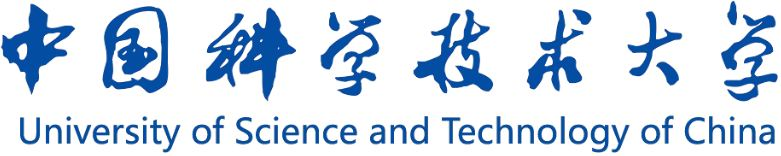 中国科学技术大学
University of Science and Technology of China